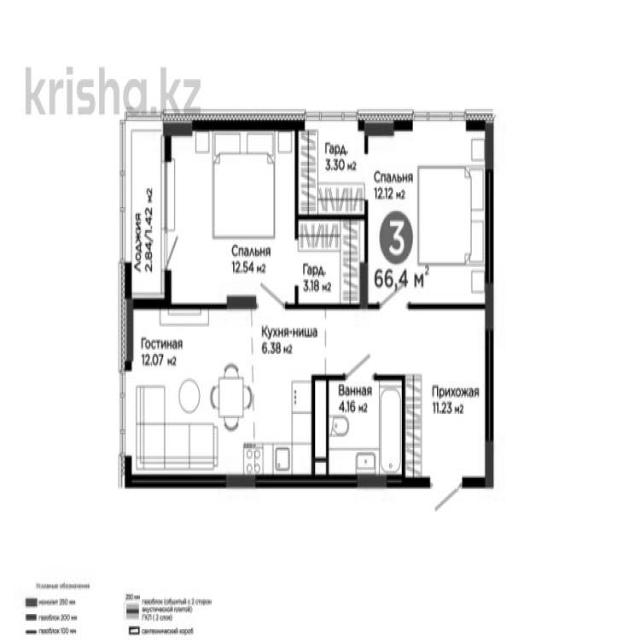 krisha.kz
Гард.
3.30 м2
Спальня
12.12 м2
Лоджия
2.84/1.42 м2
Спальня
12.54 м2
Гард.
3.18 м2
3
66,4 м2
Гостиная
12.07 м2
Кухня-ниша
6.38 м2
Ванная
4.16 м2
Прихожая
11.23 м2
Условные обозначения
монолит 250 мм
газоблок 200 мм
газоблок 100 мм
250 мм
газоблок (обшитый с 2 сторон
акустической плитой)
ГКЛ (2 слоя)
сантехнический короб